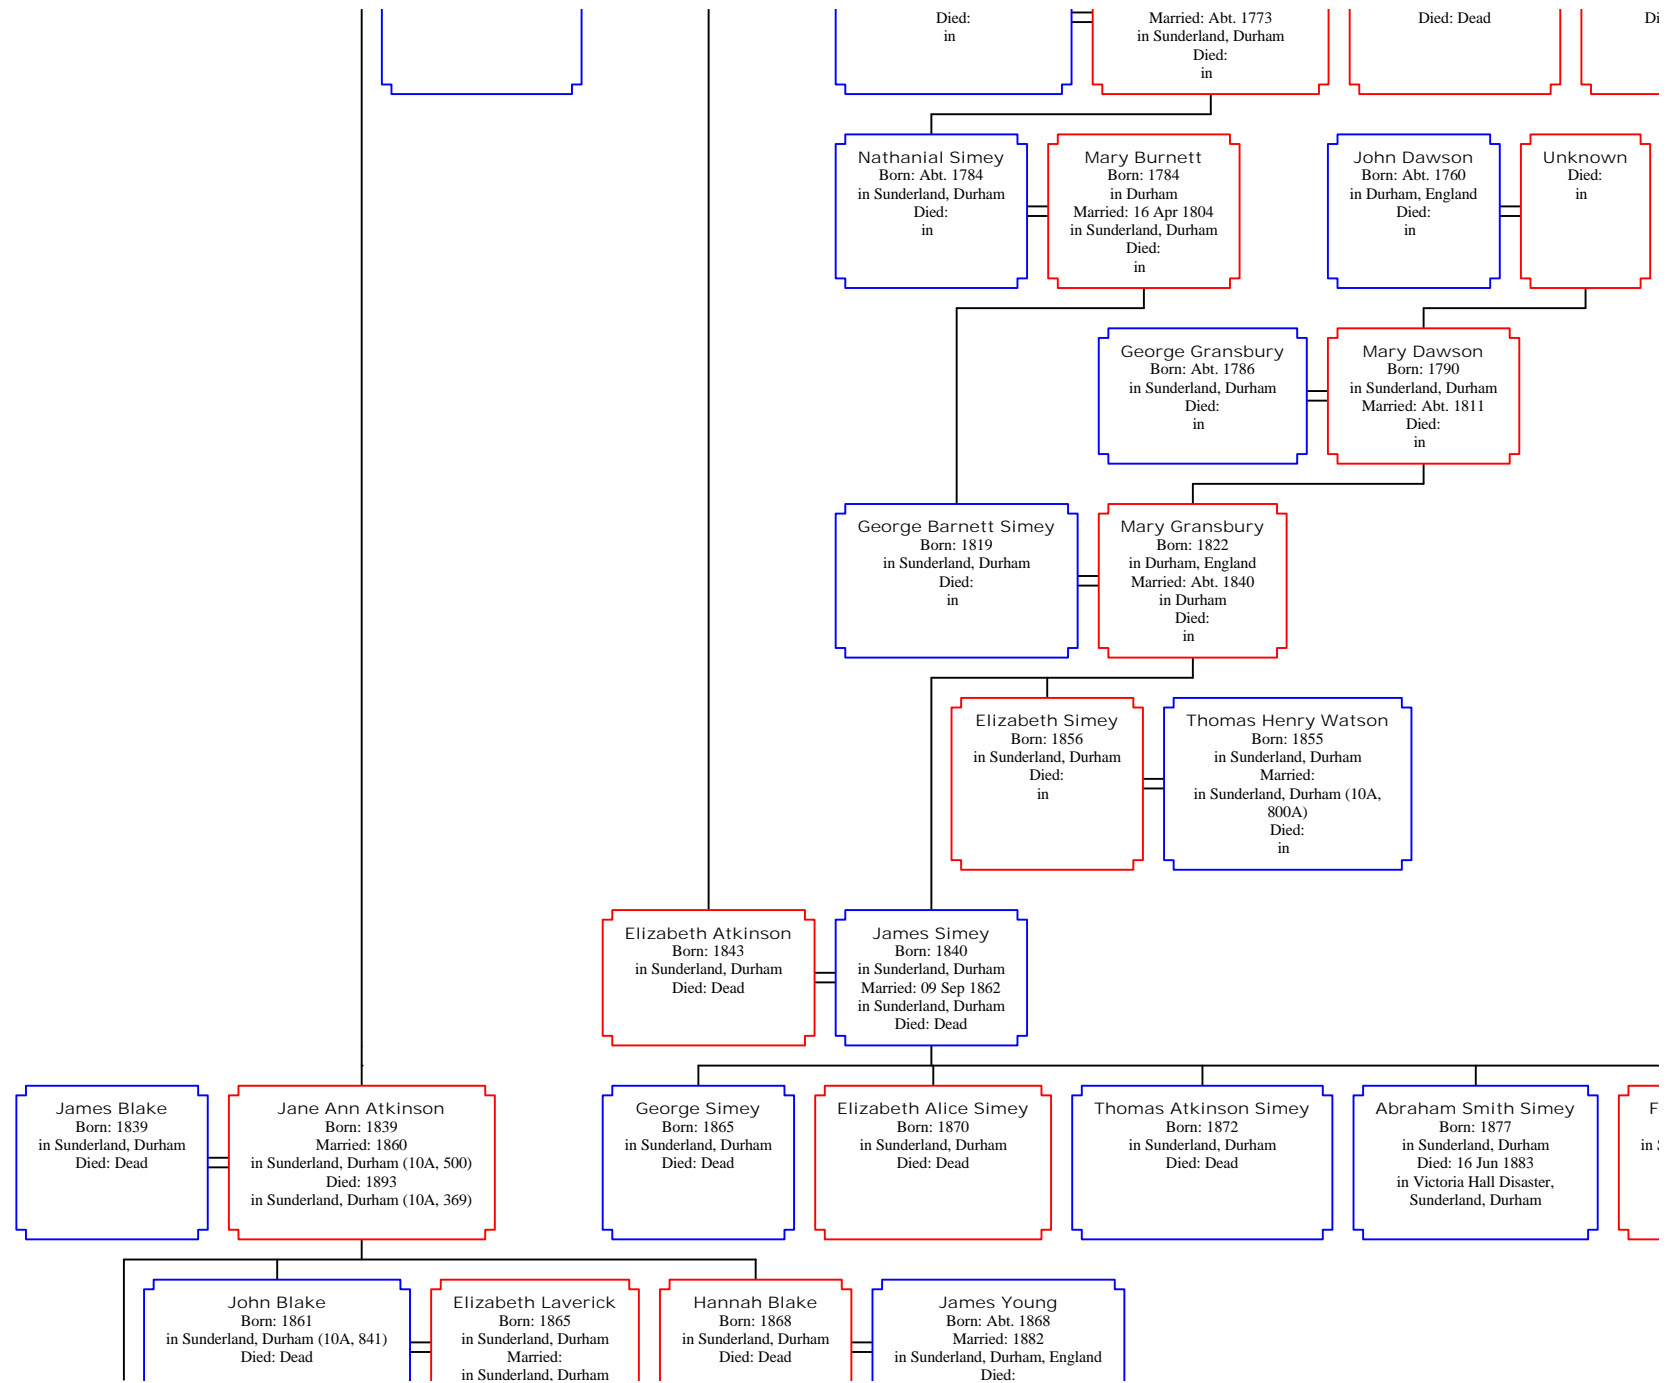 Died:
in
Married: Abt. 1773
in Sunderland, Durham
Died:
in
Died: Dead
Nathanial Simey
Born: Abt. 1784
in Sunderland, Durham
Died:
in
Mary Burnett
Born: 1784
in Durham
Married: 16 Apr 1804
in Sunderland, Durham
Died:
in
John Dawson
Born: Abt. 1760
in Durham, England
Died:
in
Unknown
Died:
in
George Gransbury
Born: Abt. 1786
in Sunderland, Durham
Died:
in
Mary Dawson
Born: 1790
in Sunderland, Durham
Married: Abt. 1811
Died:
in
George Barnett Simey
Born: 1819
in Sunderland, Durham
Died:
in
Mary Gransbury
Born: 1822
in Durham, England
Married: Abt. 1840
in Durham
Died:
in
Elizabeth Simey
Born: 1856
in Sunderland, Durham
Died:
in
Thomas Henry Watson
Born: 1855
in Sunderland, Durham
Married:
in Sunderland, Durham (10A,
800A)
Died:
in
Elizabeth Atkinson
Born: 1843
in Sunderland, Durham
Died: Dead
James Simey
Born: 1840
in Sunderland, Durham
Married: 09 Sep 1862
in Sunderland, Durham
Died: Dead
James Blake
Born: 1839
in Sunderland, Durham
Died: Dead
Jane Ann Atkinson
Born: 1839
Married: 1860
in Sunderland, Durham (10A, 500)
Died: 1893
in Sunderland, Durham (10A, 369)
George Simey
Born: 1865
in Sunderland, Durham
Died: Dead
Elizabeth Alice Simey
Born: 1870
in Sunderland, Durham
Died: Dead
Thomas Atkinson Simey
Born: 1872
in Sunderland, Durham
Died: Dead
Abraham Smith Simey
Born: 1877
in Sunderland, Durham
Died: 16 Jun 1883
in Victoria Hall Disaster,
Sunderland, Durham
in
John Blake
Born: 1861
in Sunderland, Durham (10A, 841)
Died: Dead
Elizabeth Laverick
Born: 1865
in Sunderland, Durham
Married:
in Sunderland, Durham
Hannah Blake
Born: 1868
in Sunderland, Durham
Died: Dead
James Young
Born: Abt. 1868
Married: 1882
in Sunderland, Durham, England
Died: